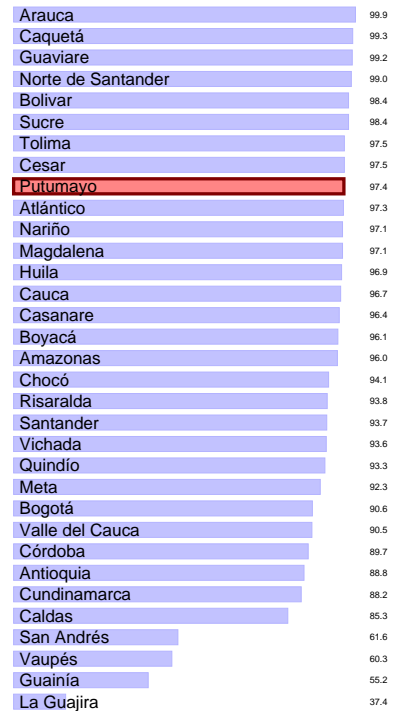 Arauca 99.9
Caquetá 99.3
Guaviare 99.2
Norte de Santander 99.0
Bolivar 98.4
Sucre 98.4
Tolima 97.5
Cesar 97.5
Putumayo 97.4
Atlántico 97.3
Nariño 97.1
Magdalena 97.1
Huila 96.9
Cauca 96.7
Casanare 96.4
Boyacá 96.1
Amazonas 96.0
Chocó 94.1
Risaralda 93.8
Santander 93.7
Vichada 93.6
Quindío 93.3
Meta 92.3
Bogotá 90.6
Valle del Cauca 90.5
Córdoba 89.7
Antioquia 88.8
Cundinamarca 88.2
Caldas 85.3
San Andrés 61.6
Vaupés 60.3
Guainía 55.2
La Guajira 37.4